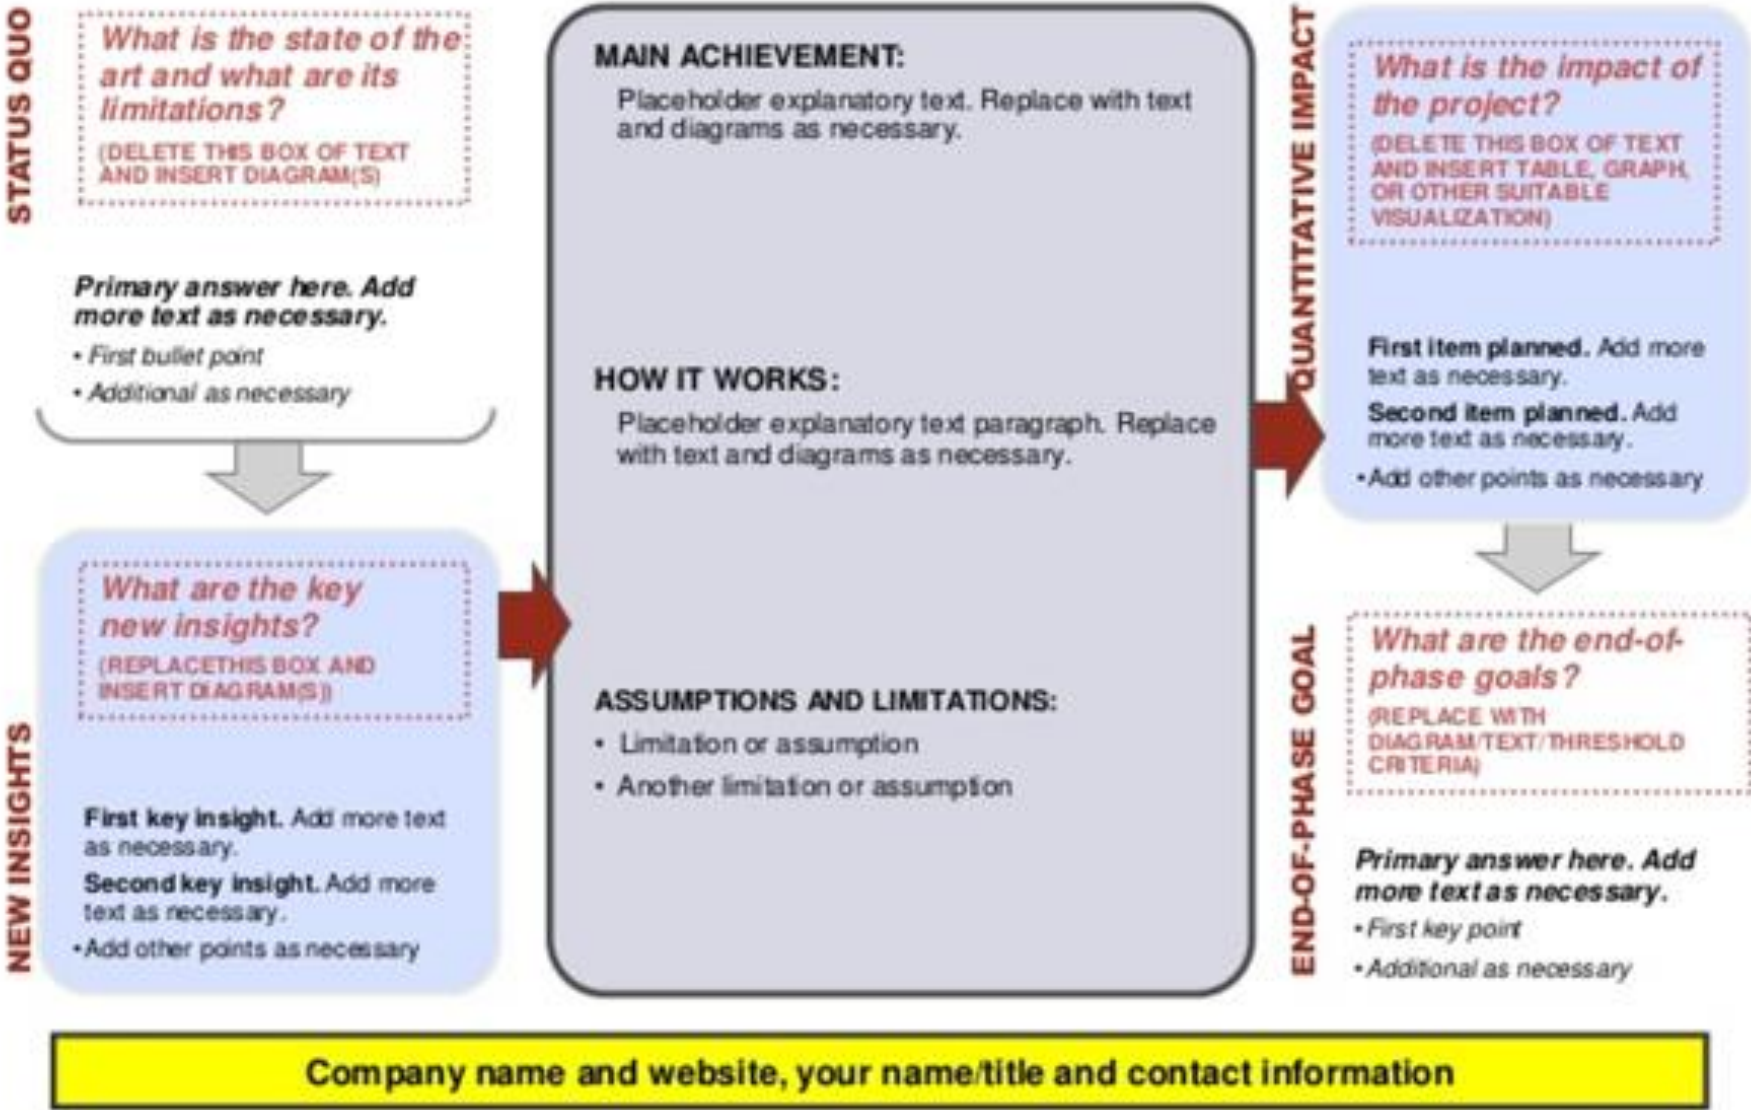 STATUS QUO
What is the state of the
art and what are its
limitations?
(DELETE THIS BOX OF TEXT
AND INSERT DIAGRAM(S)
Primary answer here. Add
more text as necessary.
• First bullet point
• Additional as necessary
NEW INSIGHTS
What are the key
new insights?
(REPLACETHIS BOX AND
INSERT DIAGRAM(S))
First key insight. Add more text
as necessary.
Second key insight. Add more
text as necessary.
• Add other points as necessary
MAIN ACHIEVEMENT:
Placeholder explanatory text. Replace with text
and diagrams as necessary.
HOW IT WORKS:
Placeholder explanatory text paragraph. Replace
with text and diagrams as necessary.
ASSUMPTIONS AND LIMITATIONS:
• Limitation or assumption
• Another limitation or assumption
QUANTITATIVE IMPACT
What is the impact of
the project?
(DELETE THIS BOX OF TEXT
AND INSERT TABLE, GRAPH,
OR OTHER SUITABLE
VISUALIZATION)
First item planned. Add more
text as necessary.
Second item planned. Add
more text as necessary.
• Add other points as necessary
END-OF-PHASE GOAL
What are the end-of-
phase goals?
(REPLACE WITH
DIAGRAM/TEXT/THRESHOLD
CRITERIA)
Primary answer here. Add
more text as necessary.
• First key point
• Additional as necessary
Company name and website, your name/title and contact information